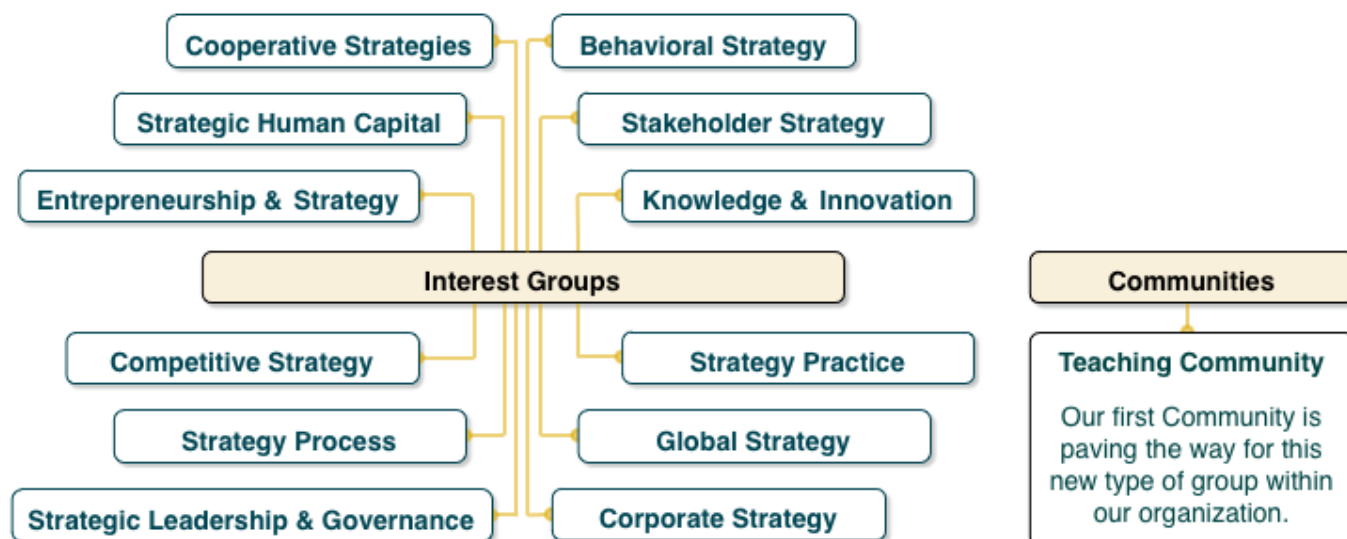 Cooperative Strategies
Behavioral Strategy
Strategic Human Capital
Stakeholder Strategy
Entrepreneurship & Strategy
Knowledge & Innovation
Interest Groups
Communities
Competitive Strategy
Strategy Practice
Teaching Community
Strategy Process
Global Strategy
Our first Community is
paving the way for this
new type of group within
our organization.
Strategic Leadership & Governance
Corporate Strategy